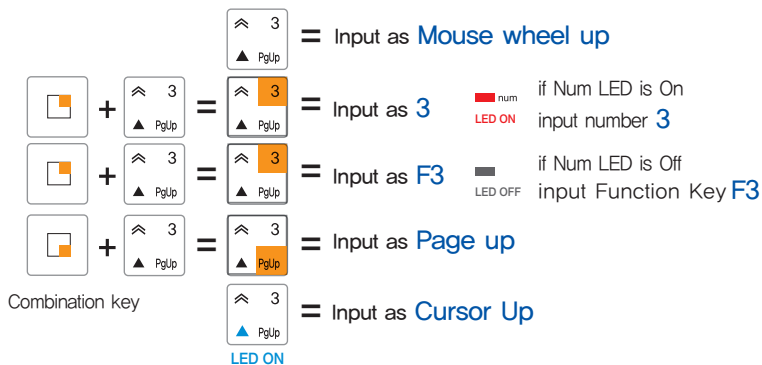 3
PgUp
= Input as Mouse wheel up
+ 3 PgUp = 3 PgUp = Input as 3
num
LED ON
if Num LED is On
input number 3
+ 3 PgUp = 3 PgUp = Input as F3
LED OFF
if Num LED is Off
input Function Key F3
+ 3 PgUp = 3 PgUp = Input as Page up
Combination key
3
PgUp
= Input as Cursor Up
LED ON